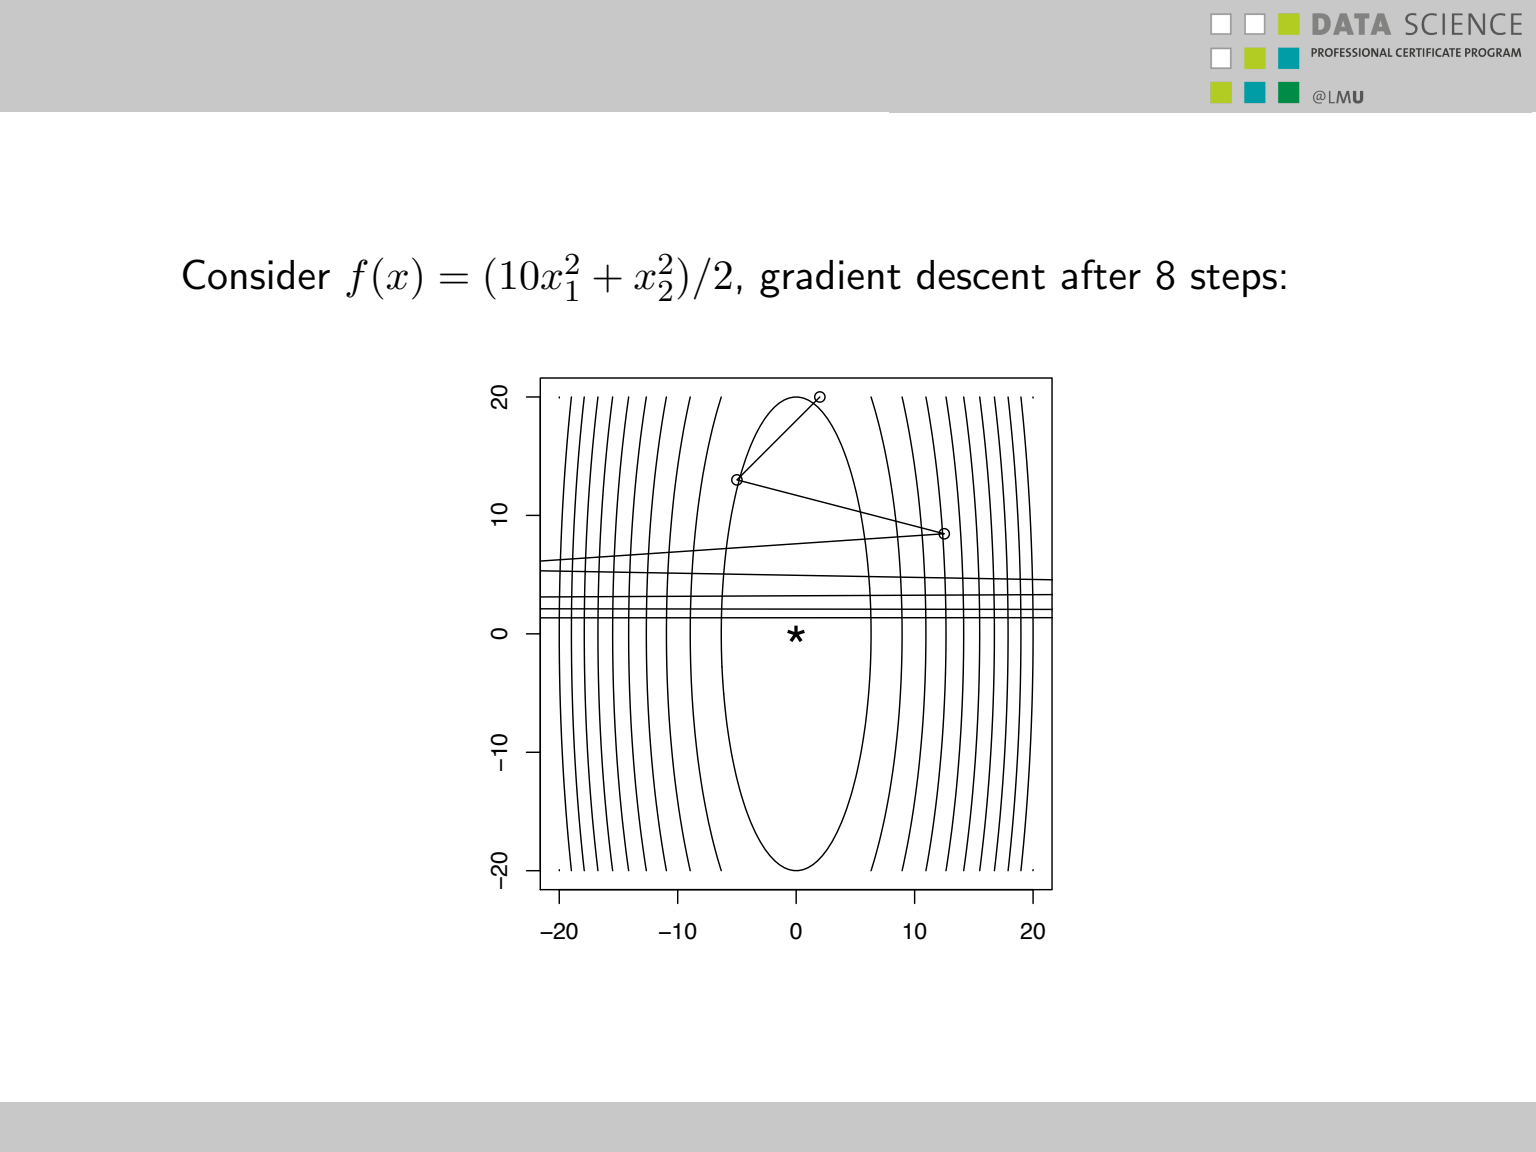 DATA SCIENCE
PROFESSIONAL CERTIFICATE PROGRAM
@LMU
Consider f(x) = (10x₁² + x₂²)/2, gradient descent after 8 steps:
20
10
0
−10
−20
*
−20 −10 0 10 20